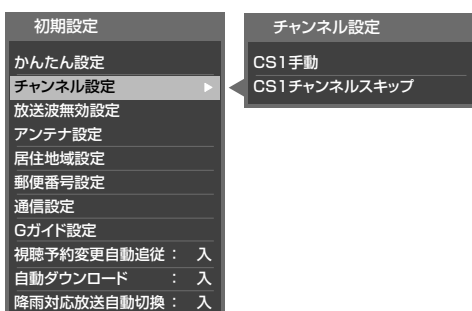 初期設定
かんたん設定
チャンネル設定
放送波無効設定
アンテナ設定
居住地域設定
郵便番号設定
通信設定
Gガイド設定
視聴予約変更自動追従： 入
自動ダウンロード ： 入
降雨対応放送自動切換： 入
チャンネル設定
CS1手動
CS1チャンネルスキップ